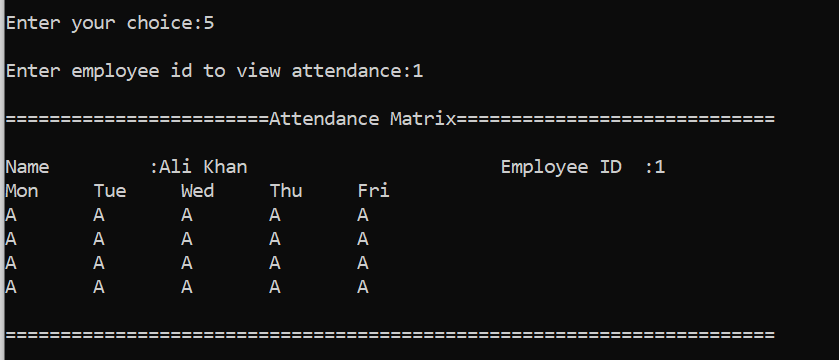 Enter your choice:5
Enter employee id to view attendance:1
========================Attendance Matrix=============================
Name         :Ali Khan                       Employee ID  :1
Mon     Tue     Wed     Thu     Fri
A       A       A       A       A
A       A       A       A       A
A       A       A       A       A
A       A       A       A       A
======================================================================